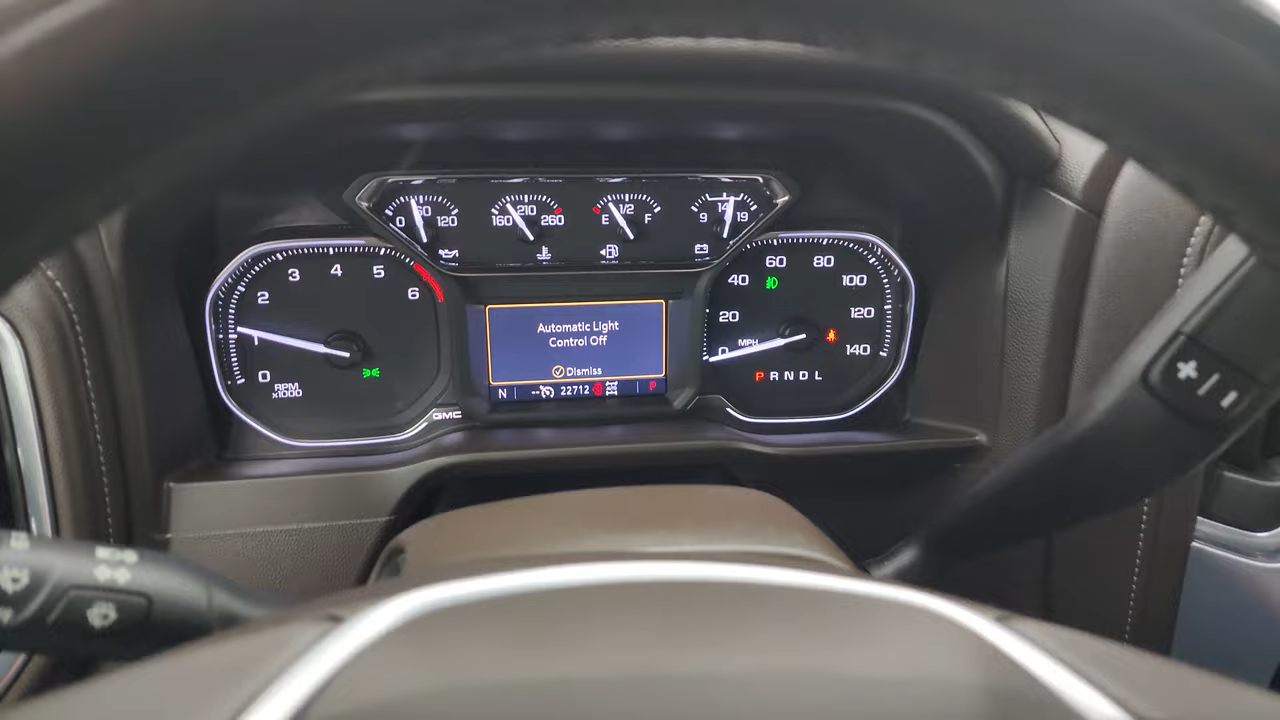 0 60 120
160 210 260
E 1/2 F
9 14 19
0 1 2 3 4 5 6
RPM
x1000
Automatic Light
Control Off
Dismiss
N 22712 P
GMC
0 20 40 60 80 100 120 140
MPH
P R N D L